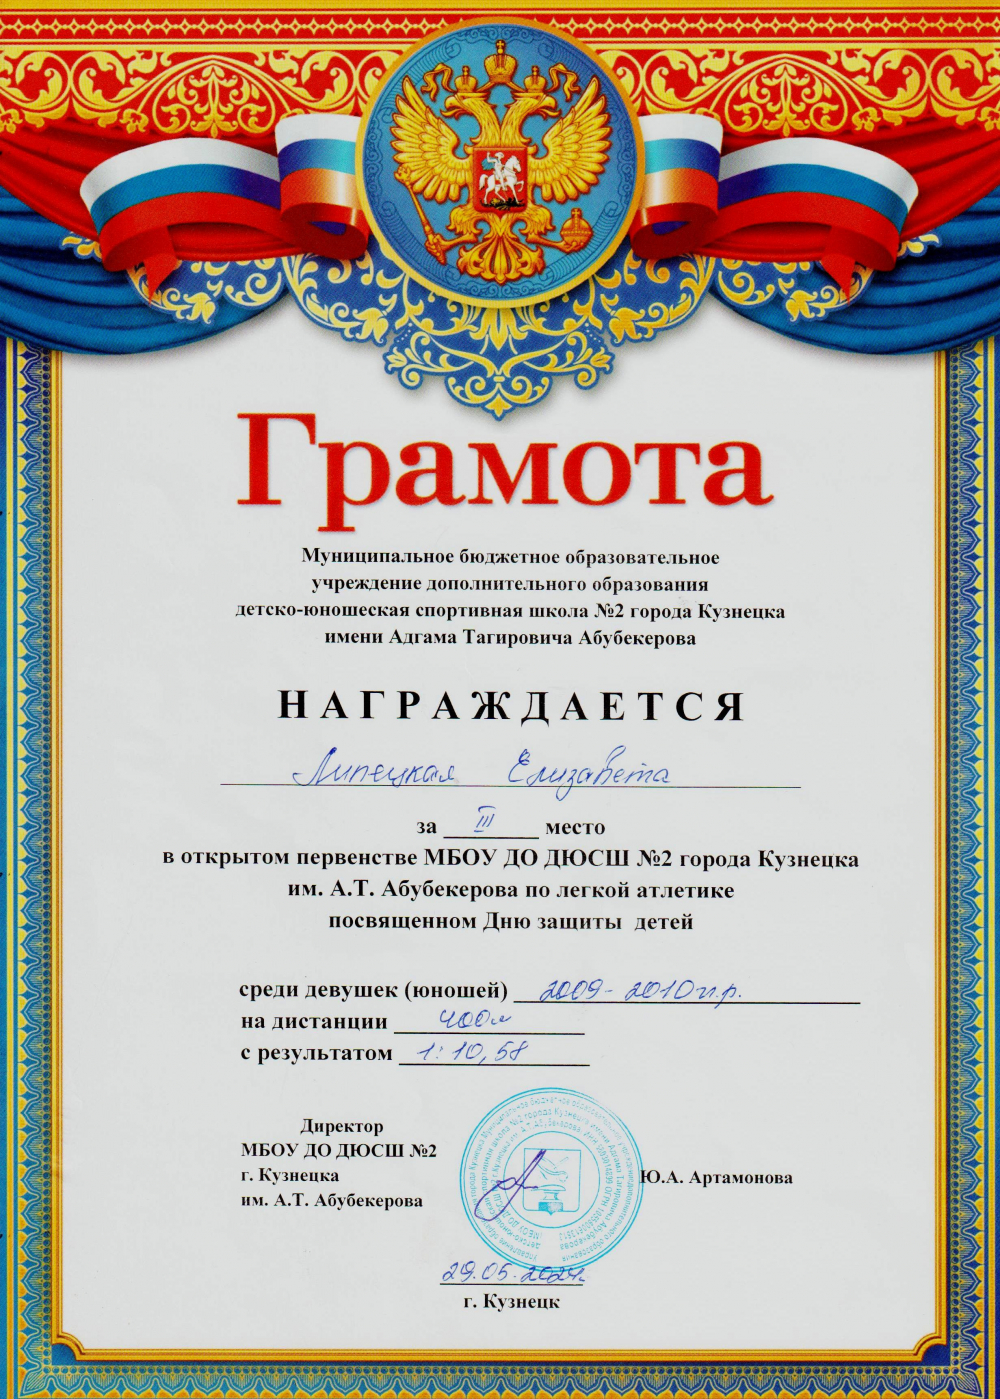 Грамота
Муниципальное бюджетное образовательное
учреждение дополнительного образования
детско-юношеская спортивная школа №2 города Кузнецка
имени Адгама Тагировича Абубекерова
НАГРАЖДАЕТСЯ
Липецкая Елизавета
за III место
в открытом первенстве МБОУ ДО ДЮСШ №2 города Кузнецка
им. А.Т. Абубекерова по легкой атлетике
посвященном Дню защиты детей
среди девушек (юношей) 2009-2010 г.р.
на дистанции 400м
с результатом 1:10,58
Директор
МБОУ ДО ДЮСШ №2
г. Кузнецка
им. А.Т. Абубекерова
Ю.А. Артамонова
29.05.2024г.
г. Кузнецк